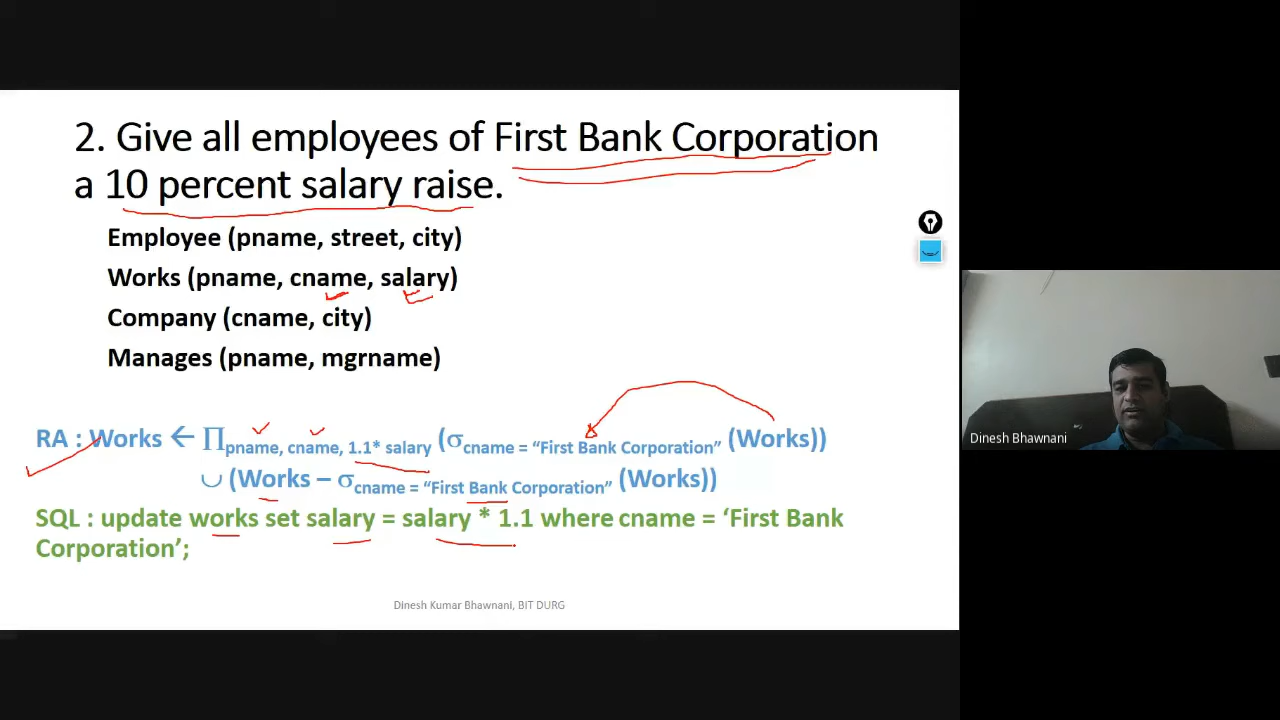 2. Give all employees of First Bank Corporation
a 10 percent salary raise.
Employee (pname, street, city)
Works (pname, cname, salary)
Company (cname, city)
Manages (pname, mgrname)
RA : Works ← ∏pname, cname, 1.1* salary (σcname = “First Bank Corporation” (Works))
∪ (Works – σcname = “First Bank Corporation” (Works))
SQL : update works set salary = salary * 1.1 where cname = ‘First Bank
Corporation’;
Dinesh Kumar Bhawnani, BIT DURG
Dinesh Bhawnani